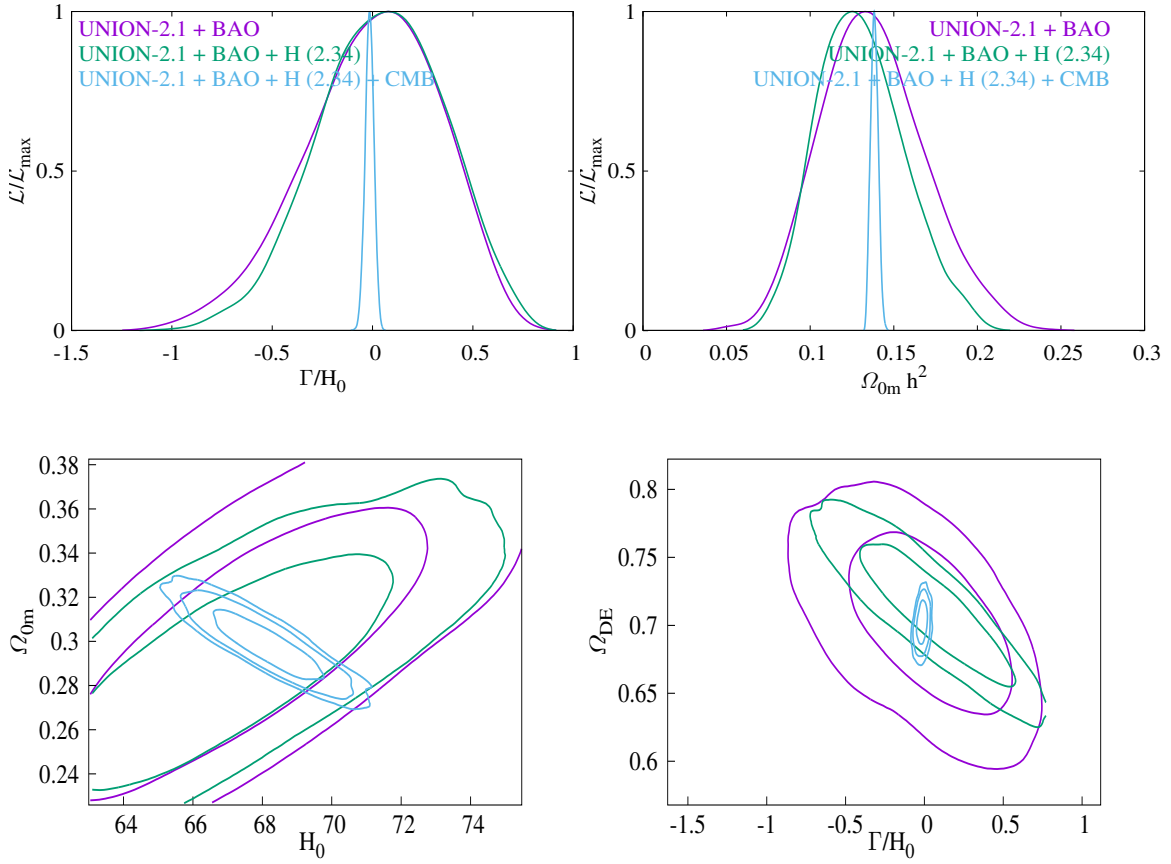 UNION-2.1 + BAO
UNION-2.1 + BAO + H (2.34)
UNION-2.1 + BAO + H (2.34) + CMB
ℒ/ℒmax
1
0.5
0
-1.5 -1 -0.5 0 0.5 1
Γ/H0
UNION-2.1 + BAO
UNION-2.1 + BAO + H (2.34)
UNION-2.1 + BAO + H (2.34) + CMB
ℒ/ℒmax
1
0.5
0
0 0.05 0.1 0.15 0.2 0.25 0.3
Ω0m h²
Ω0m
0.38
0.36
0.34
0.32
0.3
0.28
0.26
0.24
64 66 68 70 72 74
H0
ΩDE
0.8
0.75
0.7
0.65
0.6
-1.5 -1 -0.5 0 0.5 1
Γ/H0